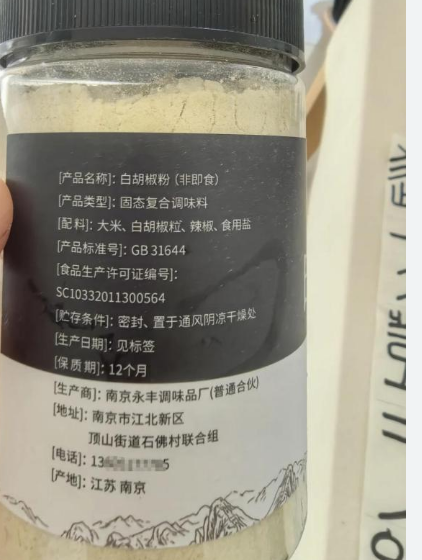 [产品名称]：白胡椒粉（非即食）
[产品类型]：固态复合调味料
[配料]：大米、白胡椒粒、辣椒、食用盐
[产品标准号]：GB 31644
[食品生产许可证编号]：
SC10332011300564
[贮存条件]：密封、置于通风阴凉干燥处
[生产日期]：见标签
[保质期]：12个月
[生产商]：南京永丰调味品厂(普通合伙)
[地址]：南京市江北新区
顶山街道石佛村联合组
[电话]：13 5
[产地]：江苏 南京